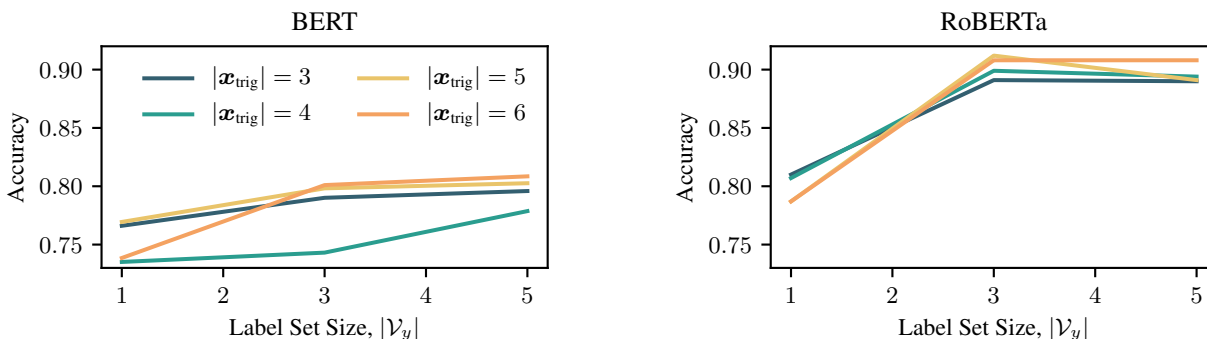 BERT
0.90
0.85
0.80
0.75
Accuracy
|x_trig| = 3
|x_trig| = 4
|x_trig| = 5
|x_trig| = 6
1 2 3 4 5
Label Set Size, |𝒱_y|
RoBERTa
0.90
0.85
0.80
0.75
Accuracy
1 2 3 4 5
Label Set Size, |𝒱_y|